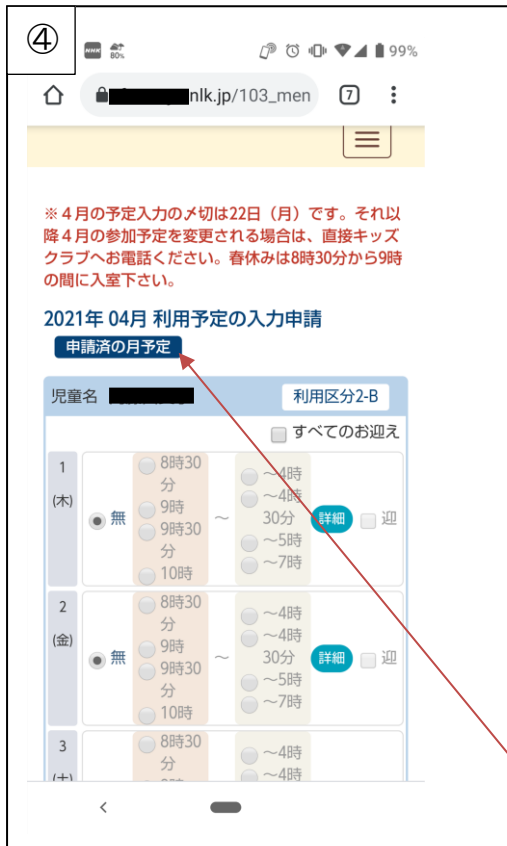 ④
NHK 80% 99%
nlk.jp/103_men 7
※４月の予定入力の〆切は22日（月）です。それ以
降４月の参加予定を変更される場合は、直接キッズ
クラブへお電話ください。春休みは8時30分から9時
の間に入室下さい。
2021年 04月 利用予定の入力申請
申請済の月予定
児童名 利用区分2-B
すべてのお迎え
1
(木)
無
8時30
分
9時
9時30
分
10時
～
～4時
～4時
30分
～5時
～7時
詳細
迎
2
(金)
無
8時30
分
9時
9時30
分
10時
～
～4時
～4時
30分
～5時
～7時
詳細
迎
3
(土)
8時30
分
～4時
～4時